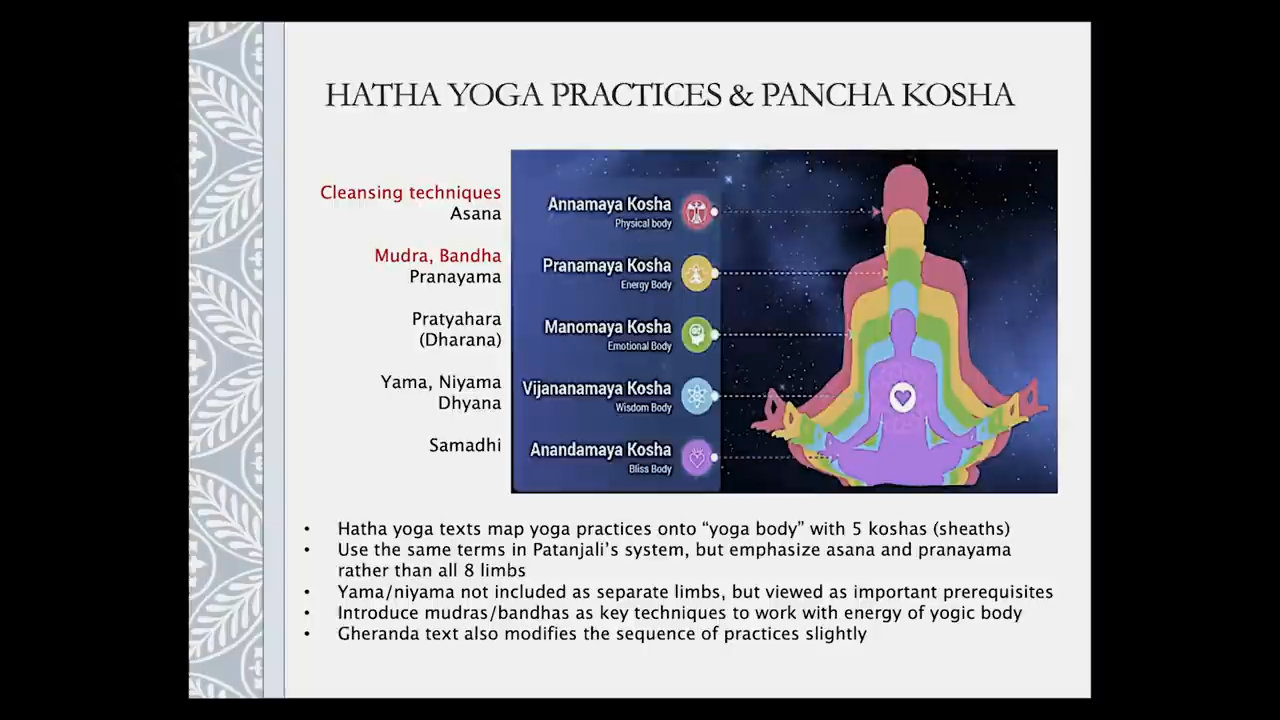 HATHA YOGA PRACTICES & PANCHA KOSHA
Cleansing techniques
Asana
Mudra, Bandha
Pranayama
Pratyahara
(Dharana)
Yama, Niyama
Dhyana
Samadhi
Annamaya Kosha
Physical body
Pranamaya Kosha
Energy Body
Manomaya Kosha
Emotional Body
Vijananamaya Kosha
Wisdom Body
Anandamaya Kosha
Bliss Body
• Hatha yoga texts map yoga practices onto “yoga body” with 5 koshas (sheaths)
• Use the same terms in Patanjali’s system, but emphasize asana and pranayama
rather than all 8 limbs
• Yama/niyama not included as separate limbs, but viewed as important prerequisites
• Introduce mudras/bandhas as key techniques to work with energy of yogic body
• Gheranda text also modifies the sequence of practices slightly